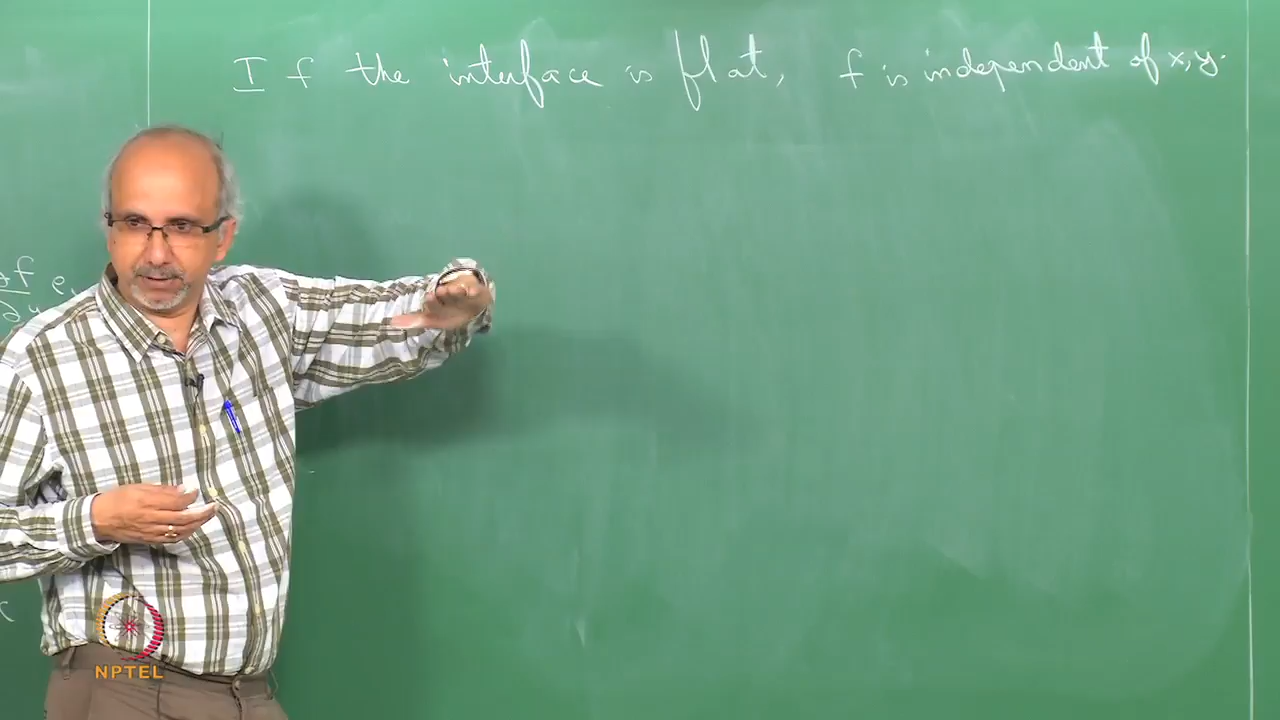 If the interface is flat, f is independent of x,y.
∂f e
∂y
NPTEL